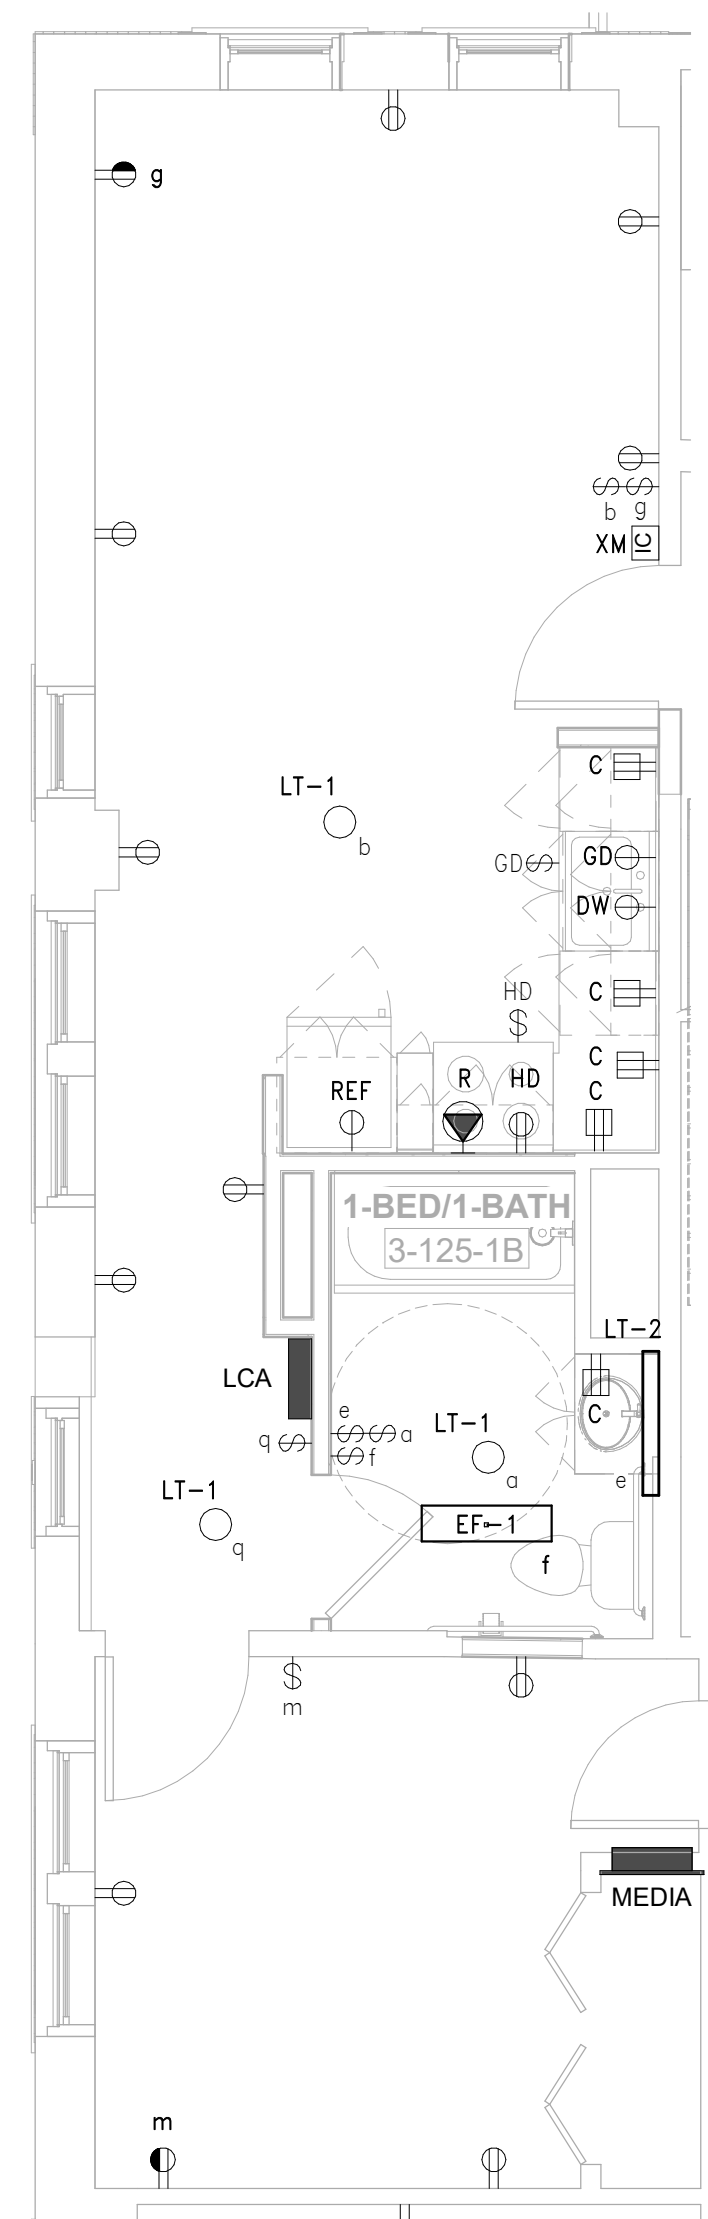 g
b g
XM IC
C
LT-1
b
GD GD
DW
HD C
C
REF R HD C
1-BED/1-BATH
3-125-1B
LT-2
LCA
e
q a LT-1 C
f
a e
LT-1
q
EF-1
f
m
MEDIA
m